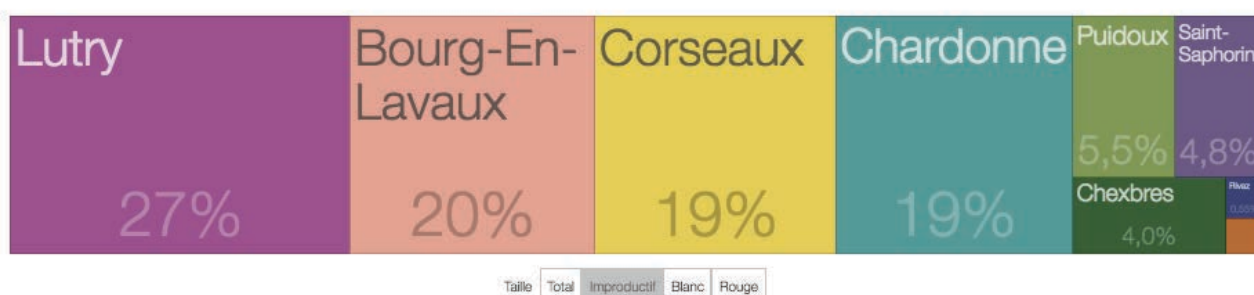 Lutry
27%
Bourg-En-
Lavaux
20%
Corseaux
19%
Chardonne
19%
Puidoux
5,5%
Saint-
Saphorin
4,8%
Chexbres
4,0%
Rivaz
Taille Total Improductif Blanc Rouge